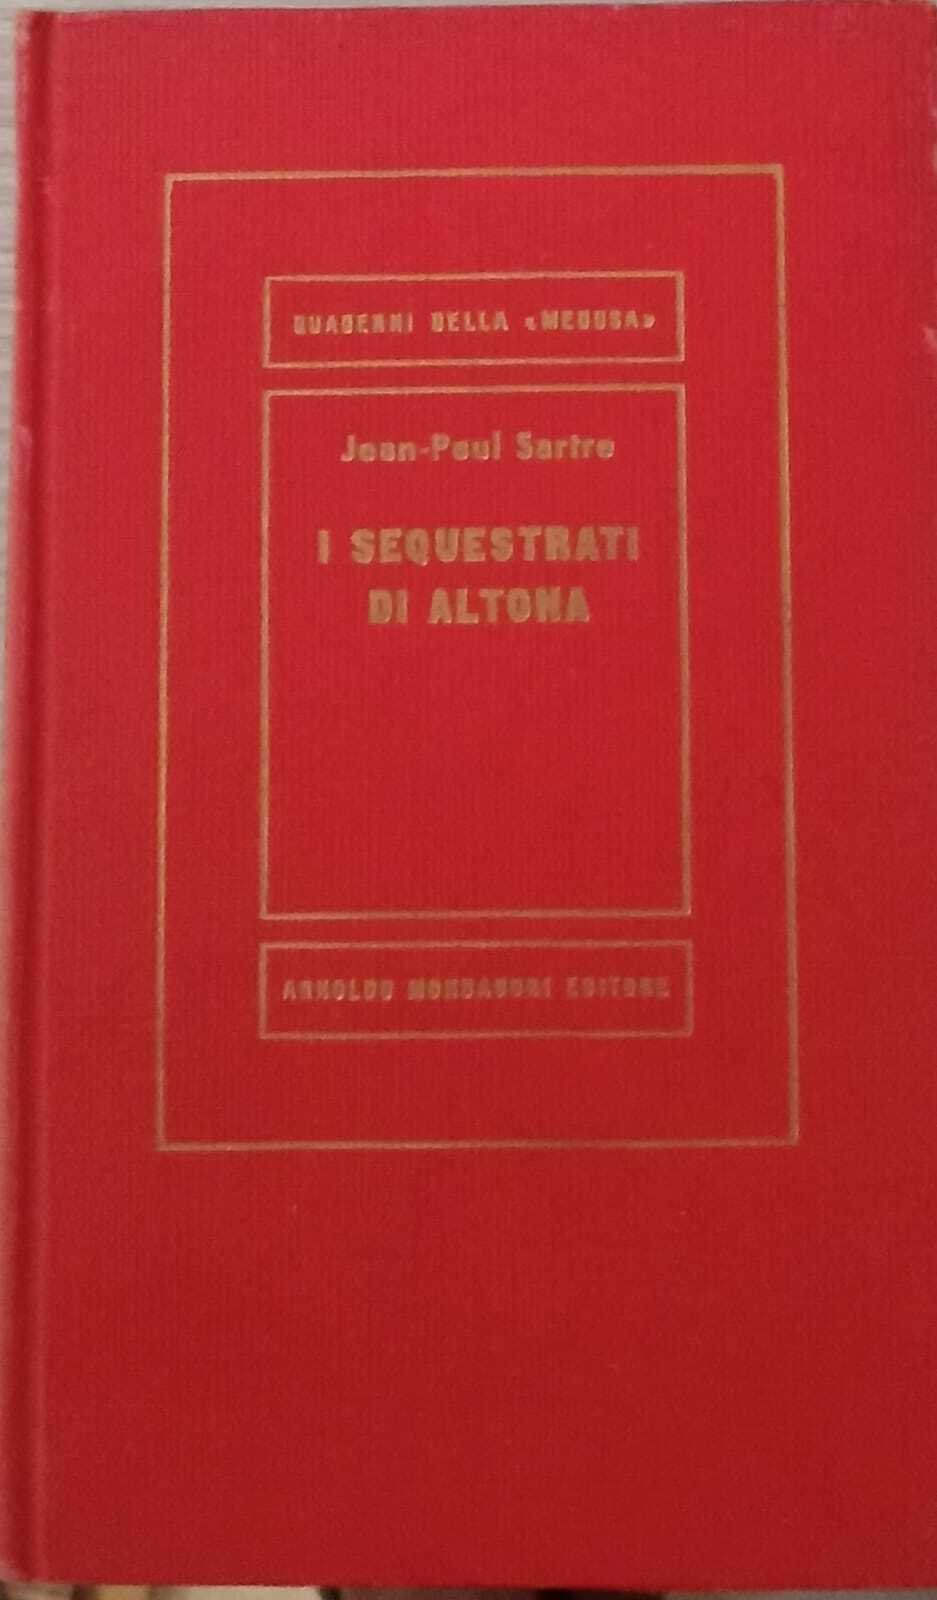 QUADERNI DELLA «MEDUSA»
Jean-Paul Sartre
I SEQUESTRATI
DI ALTONA
ARNOLDO MONDADORI EDITORE